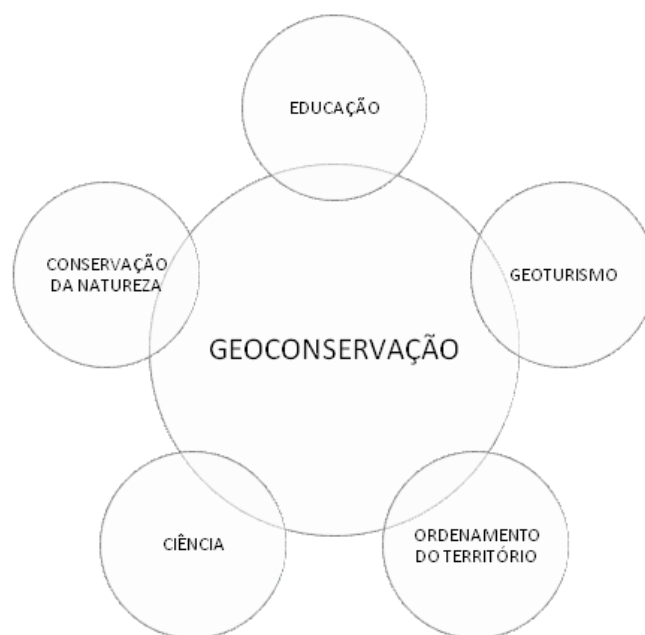 EDUCAÇÃO
CONSERVAÇÃO
DA NATUREZA
GEOTURISMO
GEOCONSERVAÇÃO
CIÊNCIA
ORDENAMENTO
DO TERRITÓRIO